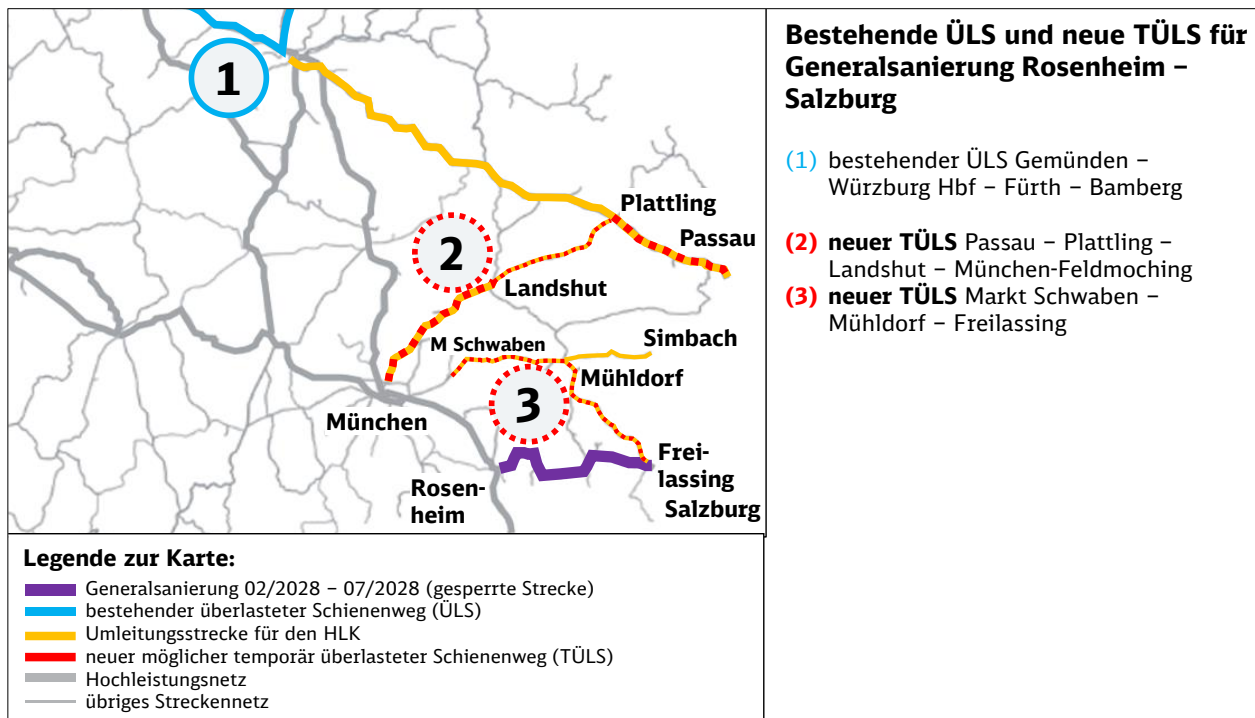 1
Plattling
Passau
2
Landshut
Simbach
M Schwaben
Mühldorf
3
München
Frei-
lassing
Rosen-
heim
Salzburg
Legende zur Karte:
Generalsanierung 02/2028 – 07/2028 (gesperrte Strecke)
bestehender überlasteter Schienenweg (ÜLS)
Umleitungsstrecke für den HLK
neuer möglicher temporär überlasteter Schienenweg (TÜLS)
Hochleistungsnetz
übriges Streckennetz
Bestehende ÜLS und neue TÜLS für
Generalsanierung Rosenheim –
Salzburg
(1) bestehender ÜLS Gemünden –
Würzburg Hbf – Fürth – Bamberg
(2) neuer TÜLS Passau – Plattling –
Landshut – München-Feldmoching
(3) neuer TÜLS Markt Schwaben –
Mühldorf – Freilassing